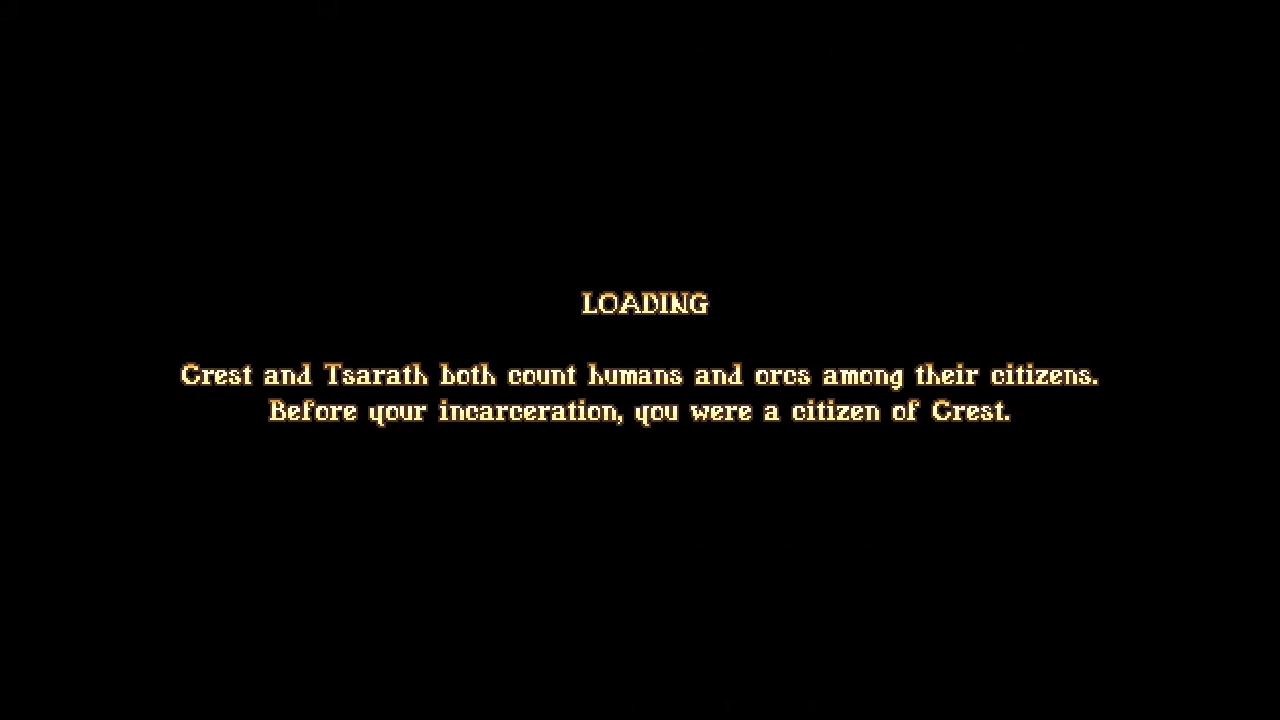 LOADING
Crest and Tsarath both count humans and orcs among their citizens.
Before your incarceration, you were a citizen of Crest.